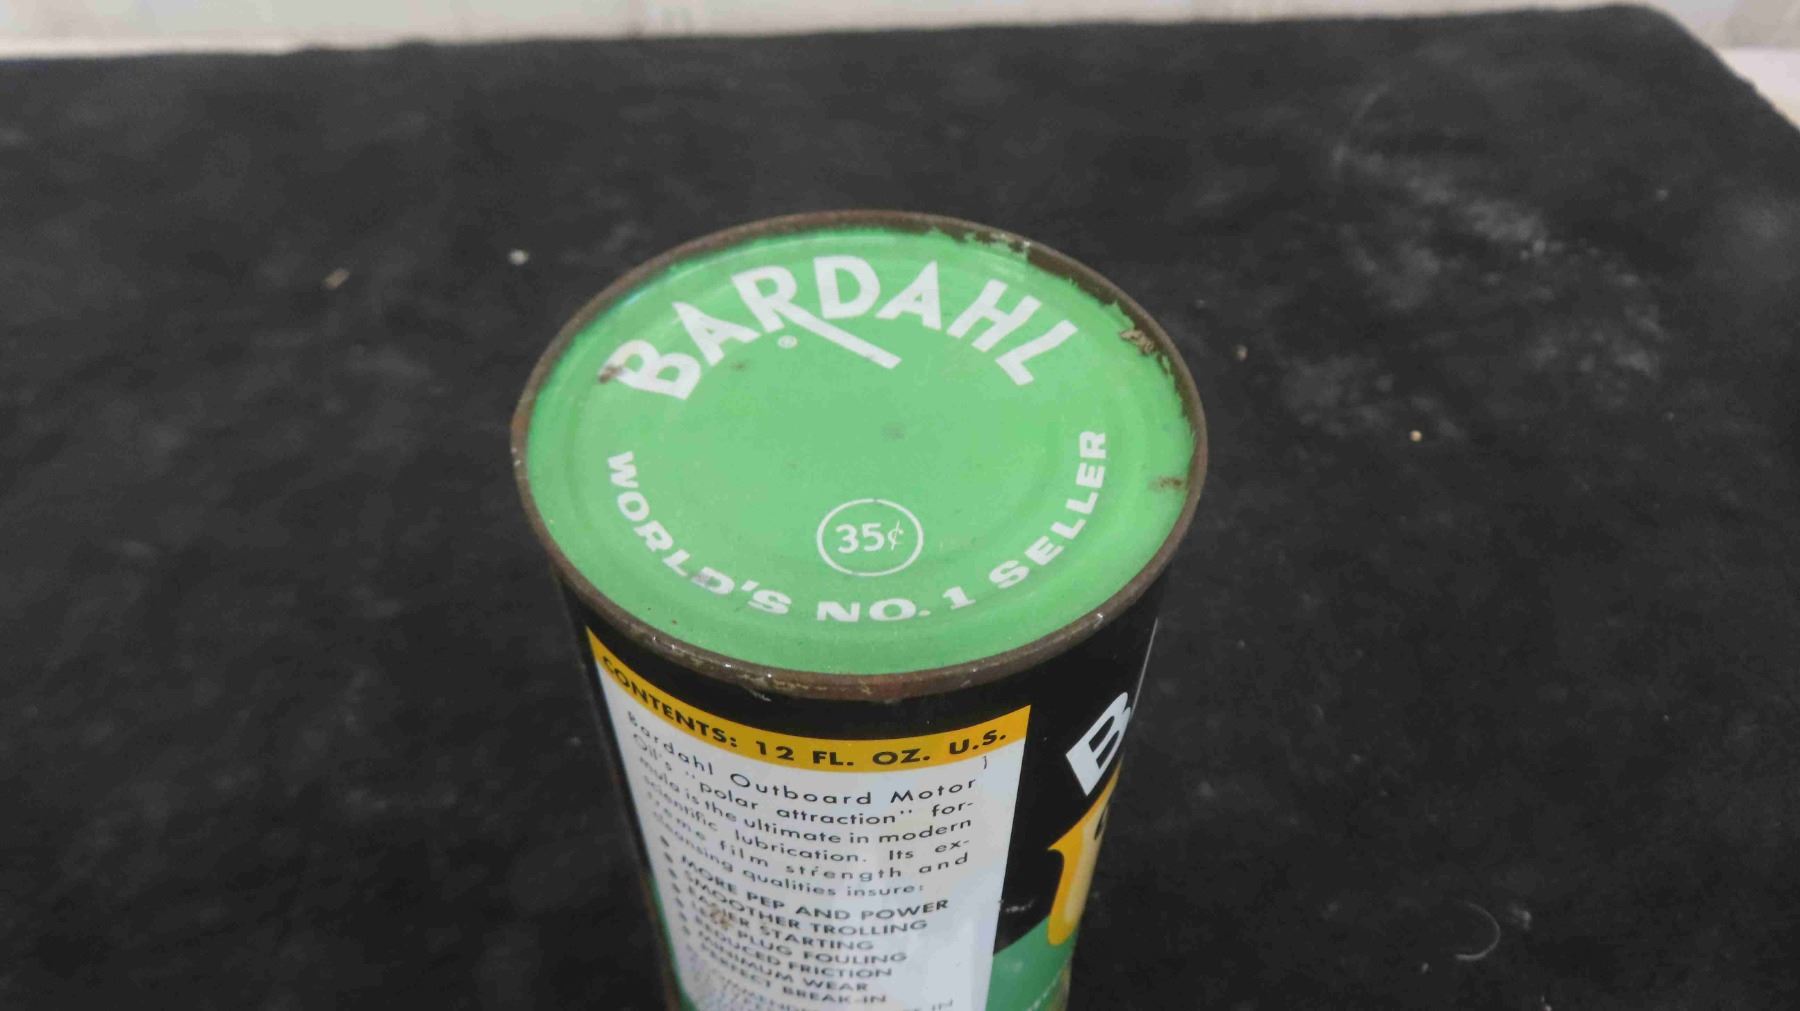 BARDAHL
®
35¢
WORLD'S NO. 1 SELLER
CONTENTS: 12 FL. OZ. U.S.
Bardahl Outboard Motor
Oil's "polar attraction" for-
mula is the ultimate in modern
scientific lubrication. Its ex-
treme film strength and
cleansing qualities insure:
MORE PEP AND POWER
SMOOTHER TROLLING
STARTING
PLUG FOULING
REDUCED FRICTION
MINIMUM WEAR
PERFECT BREAK-IN
B